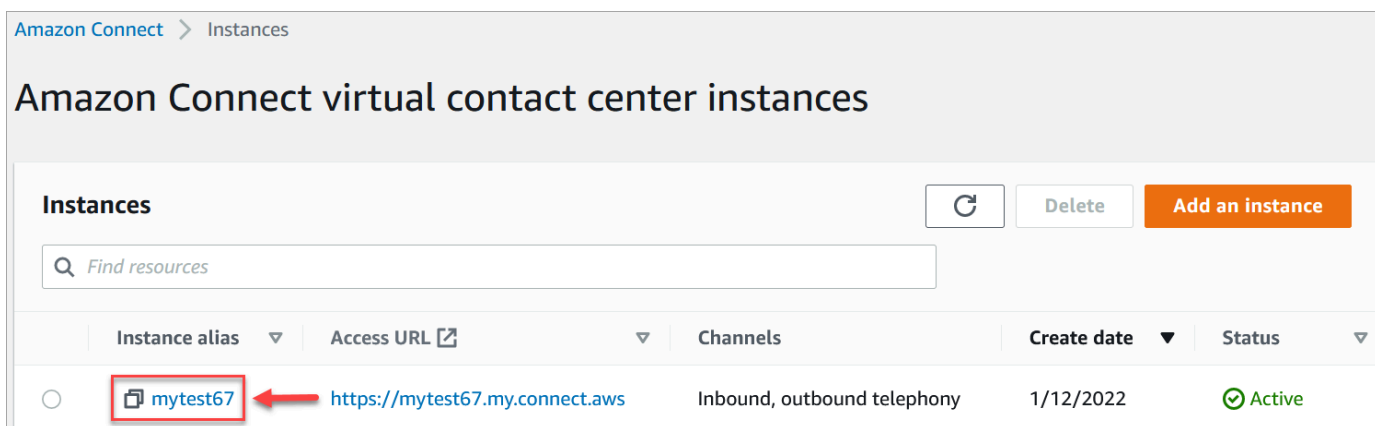 Amazon Connect > Instances
Amazon Connect virtual contact center instances
Instances
Delete
Add an instance
Find resources
Instance alias Access URL Channels Create date Status
mytest67 https://mytest67.my.connect.aws Inbound, outbound telephony 1/12/2022 Active